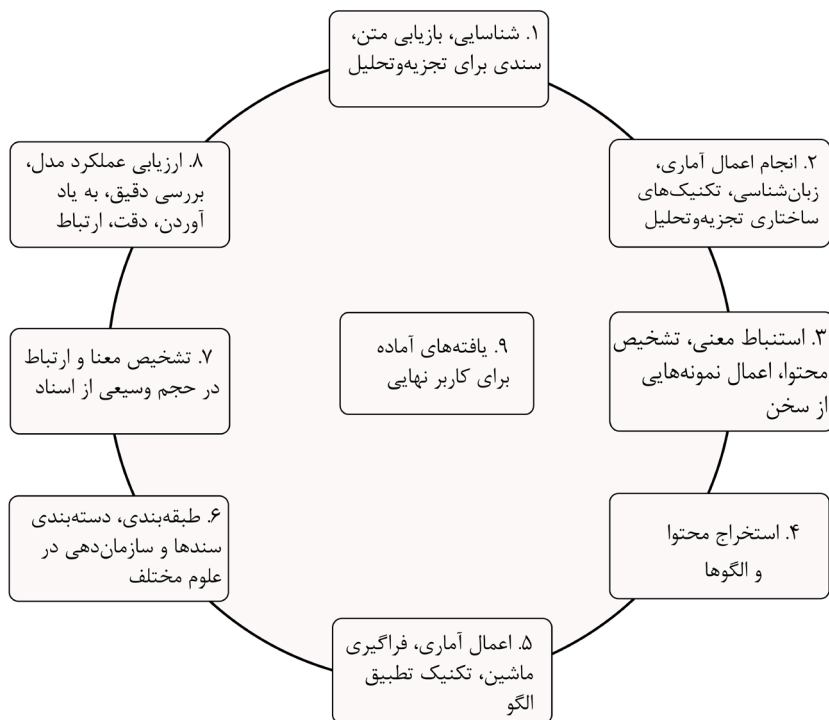 ۱. شناسایی، بازیابی متن،
سندی برای تجزیه‌وتحلیل
۲. انجام اعمال آماری،
زبان‌شناسی، تکنیک‌های
ساختاری تجزیه‌وتحلیل
۳. استنباط معنی، تشخیص
محتوا، اعمال نمونه‌هایی
از سخن
۴. استخراج محتوا
و الگوها
۵. اعمال آماری، فراگیری
ماشین، تکنیک تطبیق
الگو
۶. طبقه‌بندی، دسته‌بندی
سندها و سازمان‌دهی در
علوم مختلف
۷. تشخیص معنا و ارتباط
در حجم وسیعی از اسناد
۸. ارزیابی عملکرد مدل،
بررسی دقیق، به یاد
آوردن، دقت، ارتباط
۹. یافته‌های آماده
برای کاربر نهایی